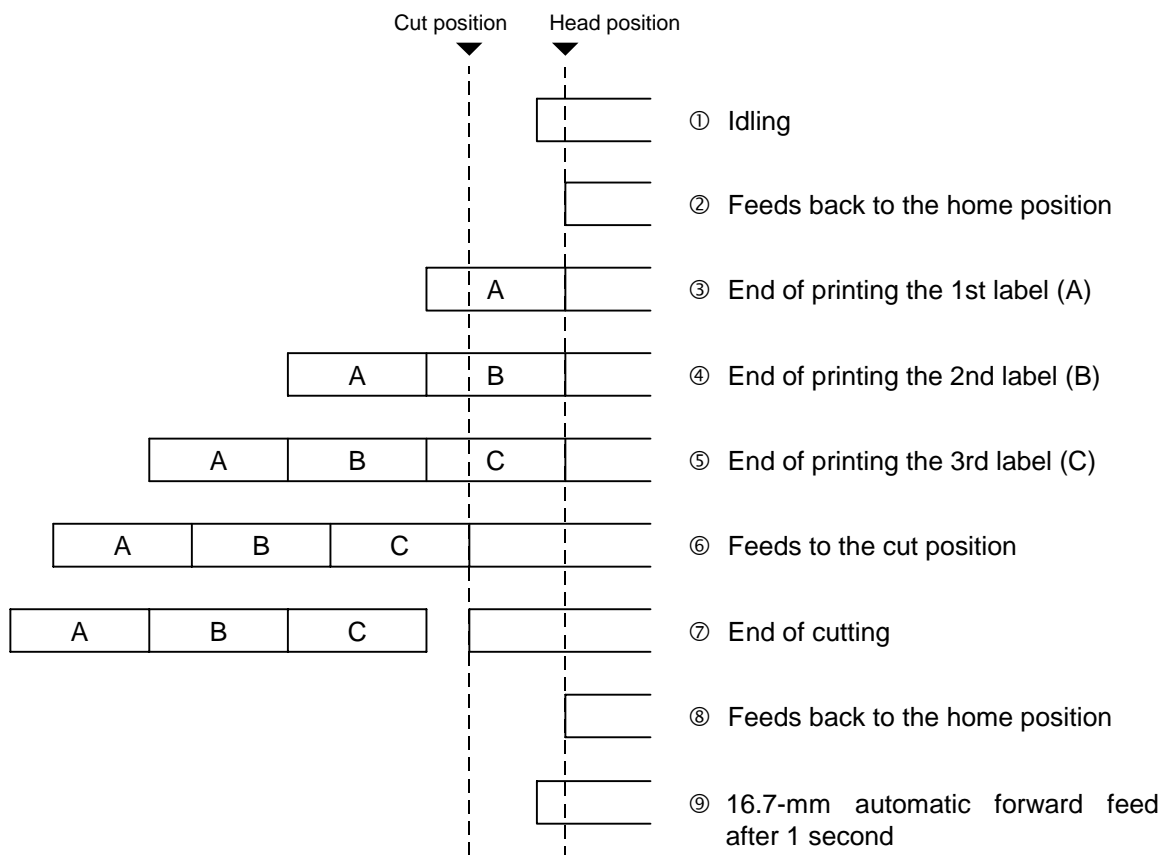 Cut position Head position
① Idling
② Feeds back to the home position
A
③ End of printing the 1st label (A)
A B
④ End of printing the 2nd label (B)
A B C
⑤ End of printing the 3rd label (C)
A B C
⑥ Feeds to the cut position
A B C
⑦ End of cutting
⑧ Feeds back to the home position
⑨ 16.7-mm automatic forward feed
after 1 second